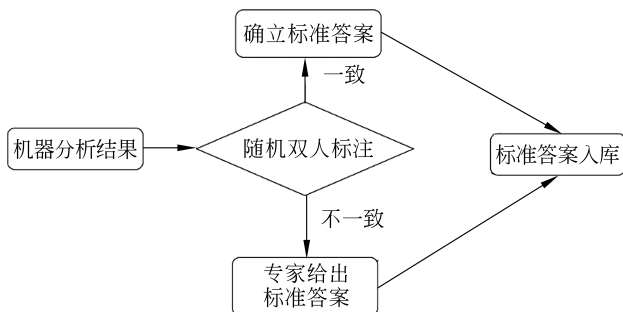 确立标准答案
一致
机器分析结果
随机双人标注
标准答案入库
不一致
专家给出
标准答案